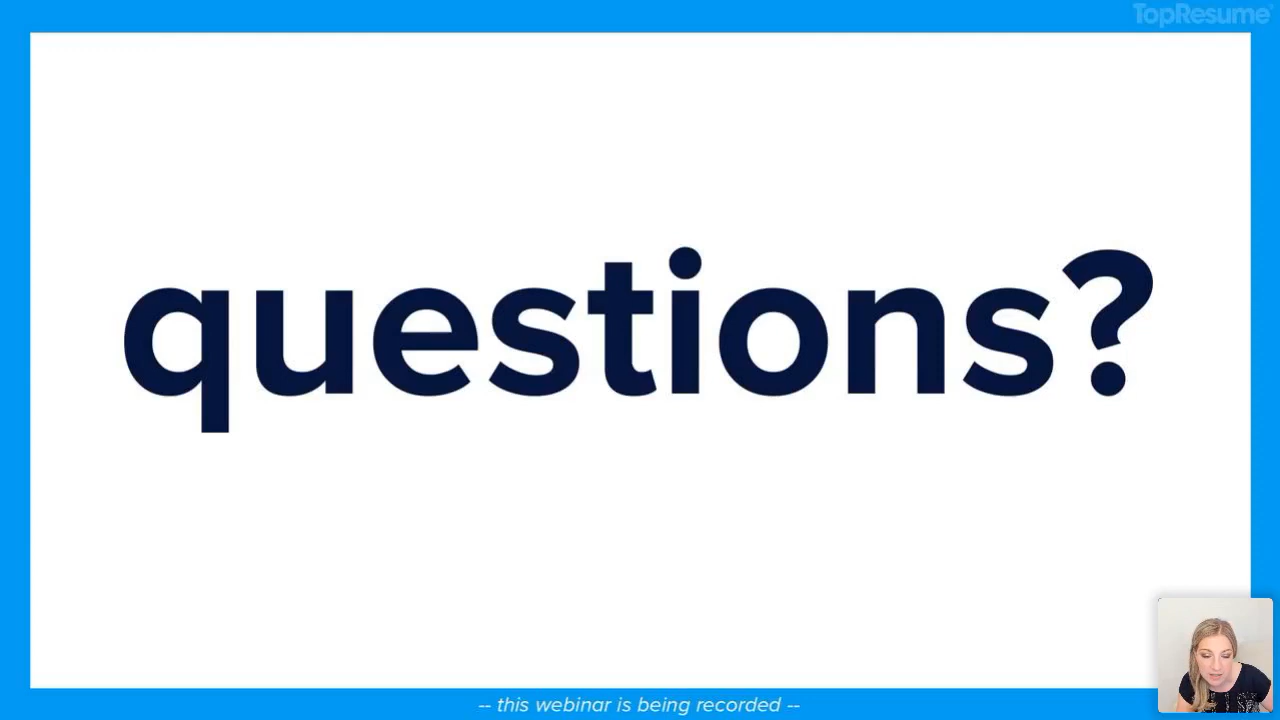 TopResume
questions?
-- this webinar is being recorded --